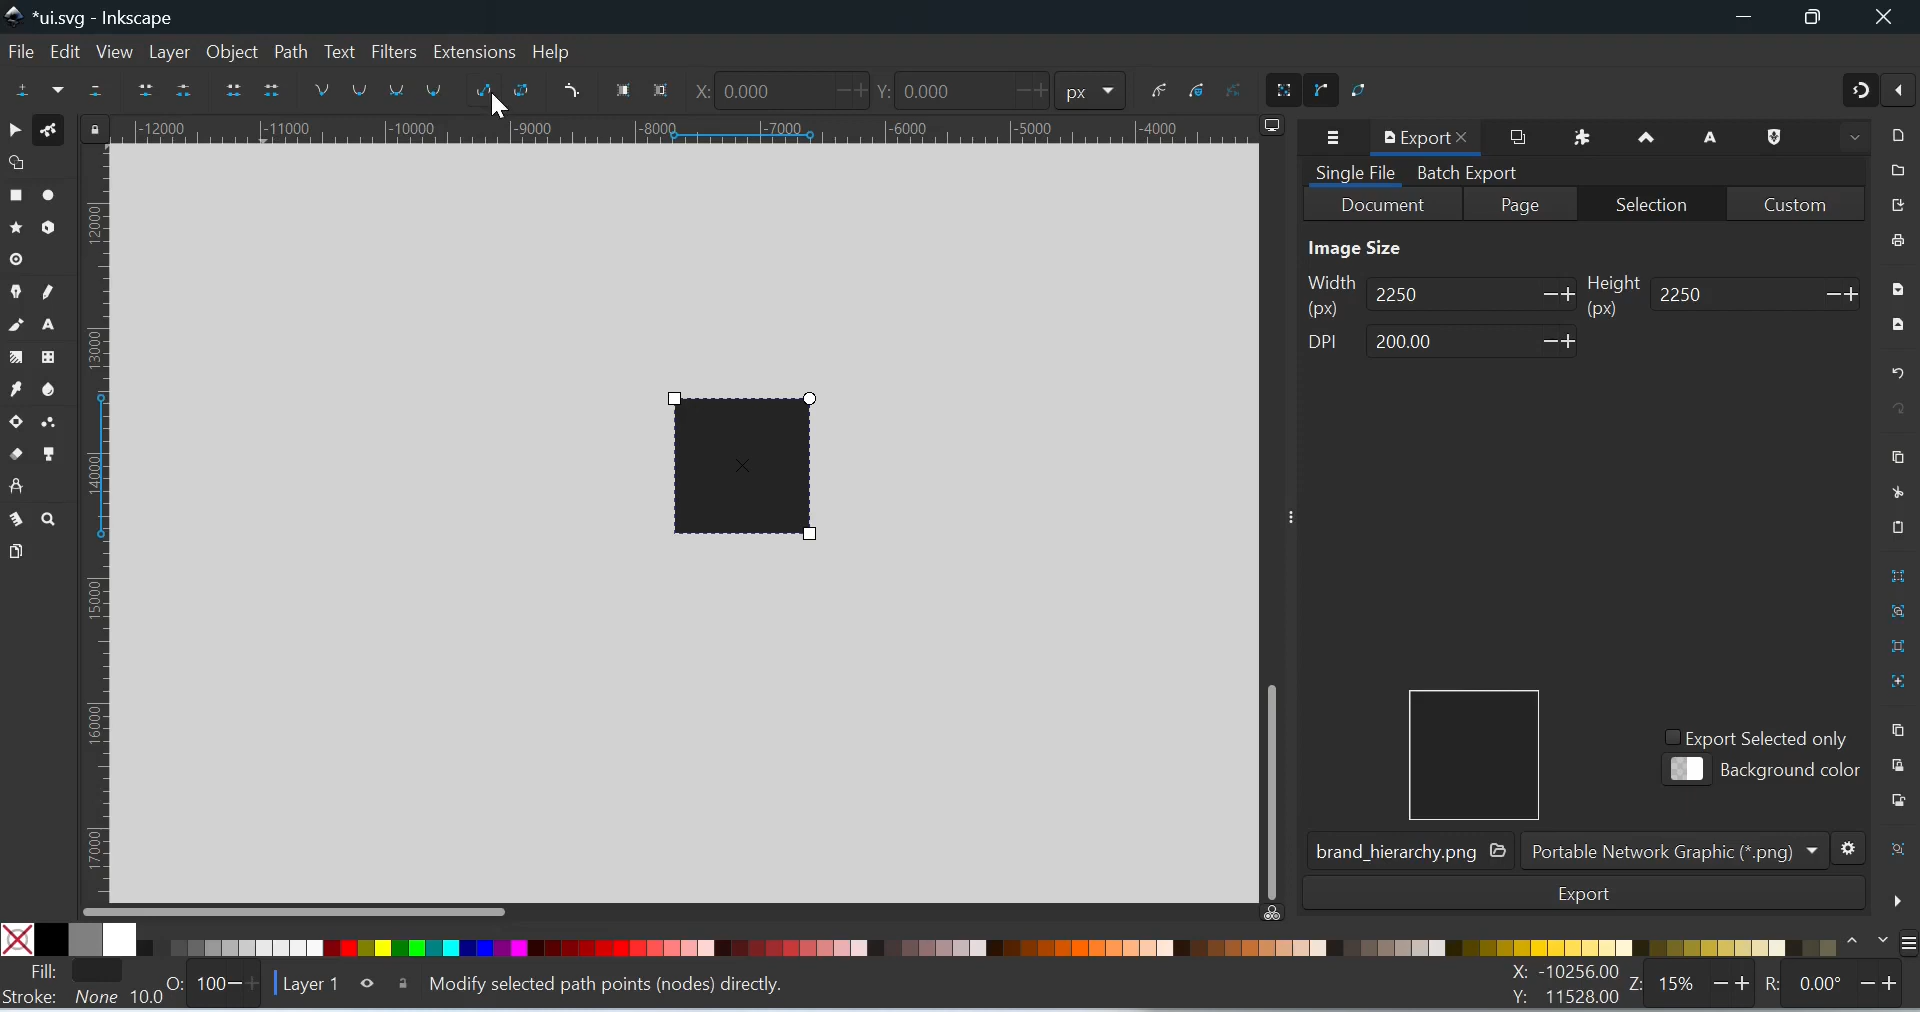 *ui.svg - Inkscape
File Edit View Layer Object Path Text Filters Extensions Help
X: 0.000 Y: 0.000 px
-12000 -11000 -10000 -9000 -8000 -7000 -6000 -5000 -4000
12000
13000
14000
15000
16000
17000
Export
Single File Batch Export
Document Page Selection Custom
Image Size
Width (px) 2250 Height (px) 2250
DPI 200.00
Export Selected only
Background color
brand_hierarchy.png Portable Network Graphic (*.png)
Export
Fill: O: 100 Layer 1 Modify selected path points (nodes) directly.
Stroke: None 10.0
X: -10256.00
Y: 11528.00
Z: 15% R: 0.00°